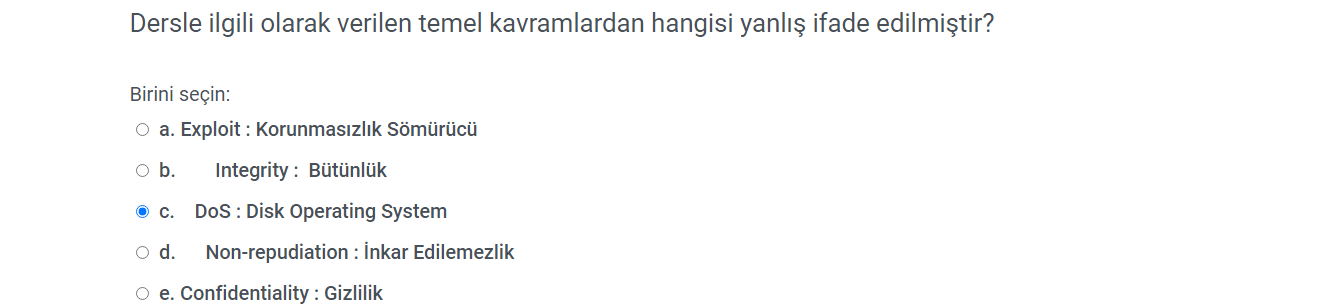 Dersle ilgili olarak verilen temel kavramlardan hangisi yanlış ifade edilmiştir?
Birini seçin:
a. Exploit : Korunmasızlık Sömürücü
b. Integrity : Bütünlük
c. DoS : Disk Operating System
d. Non-repudiation : İnkar Edilemezlik
e. Confidentiality : Gizlilik